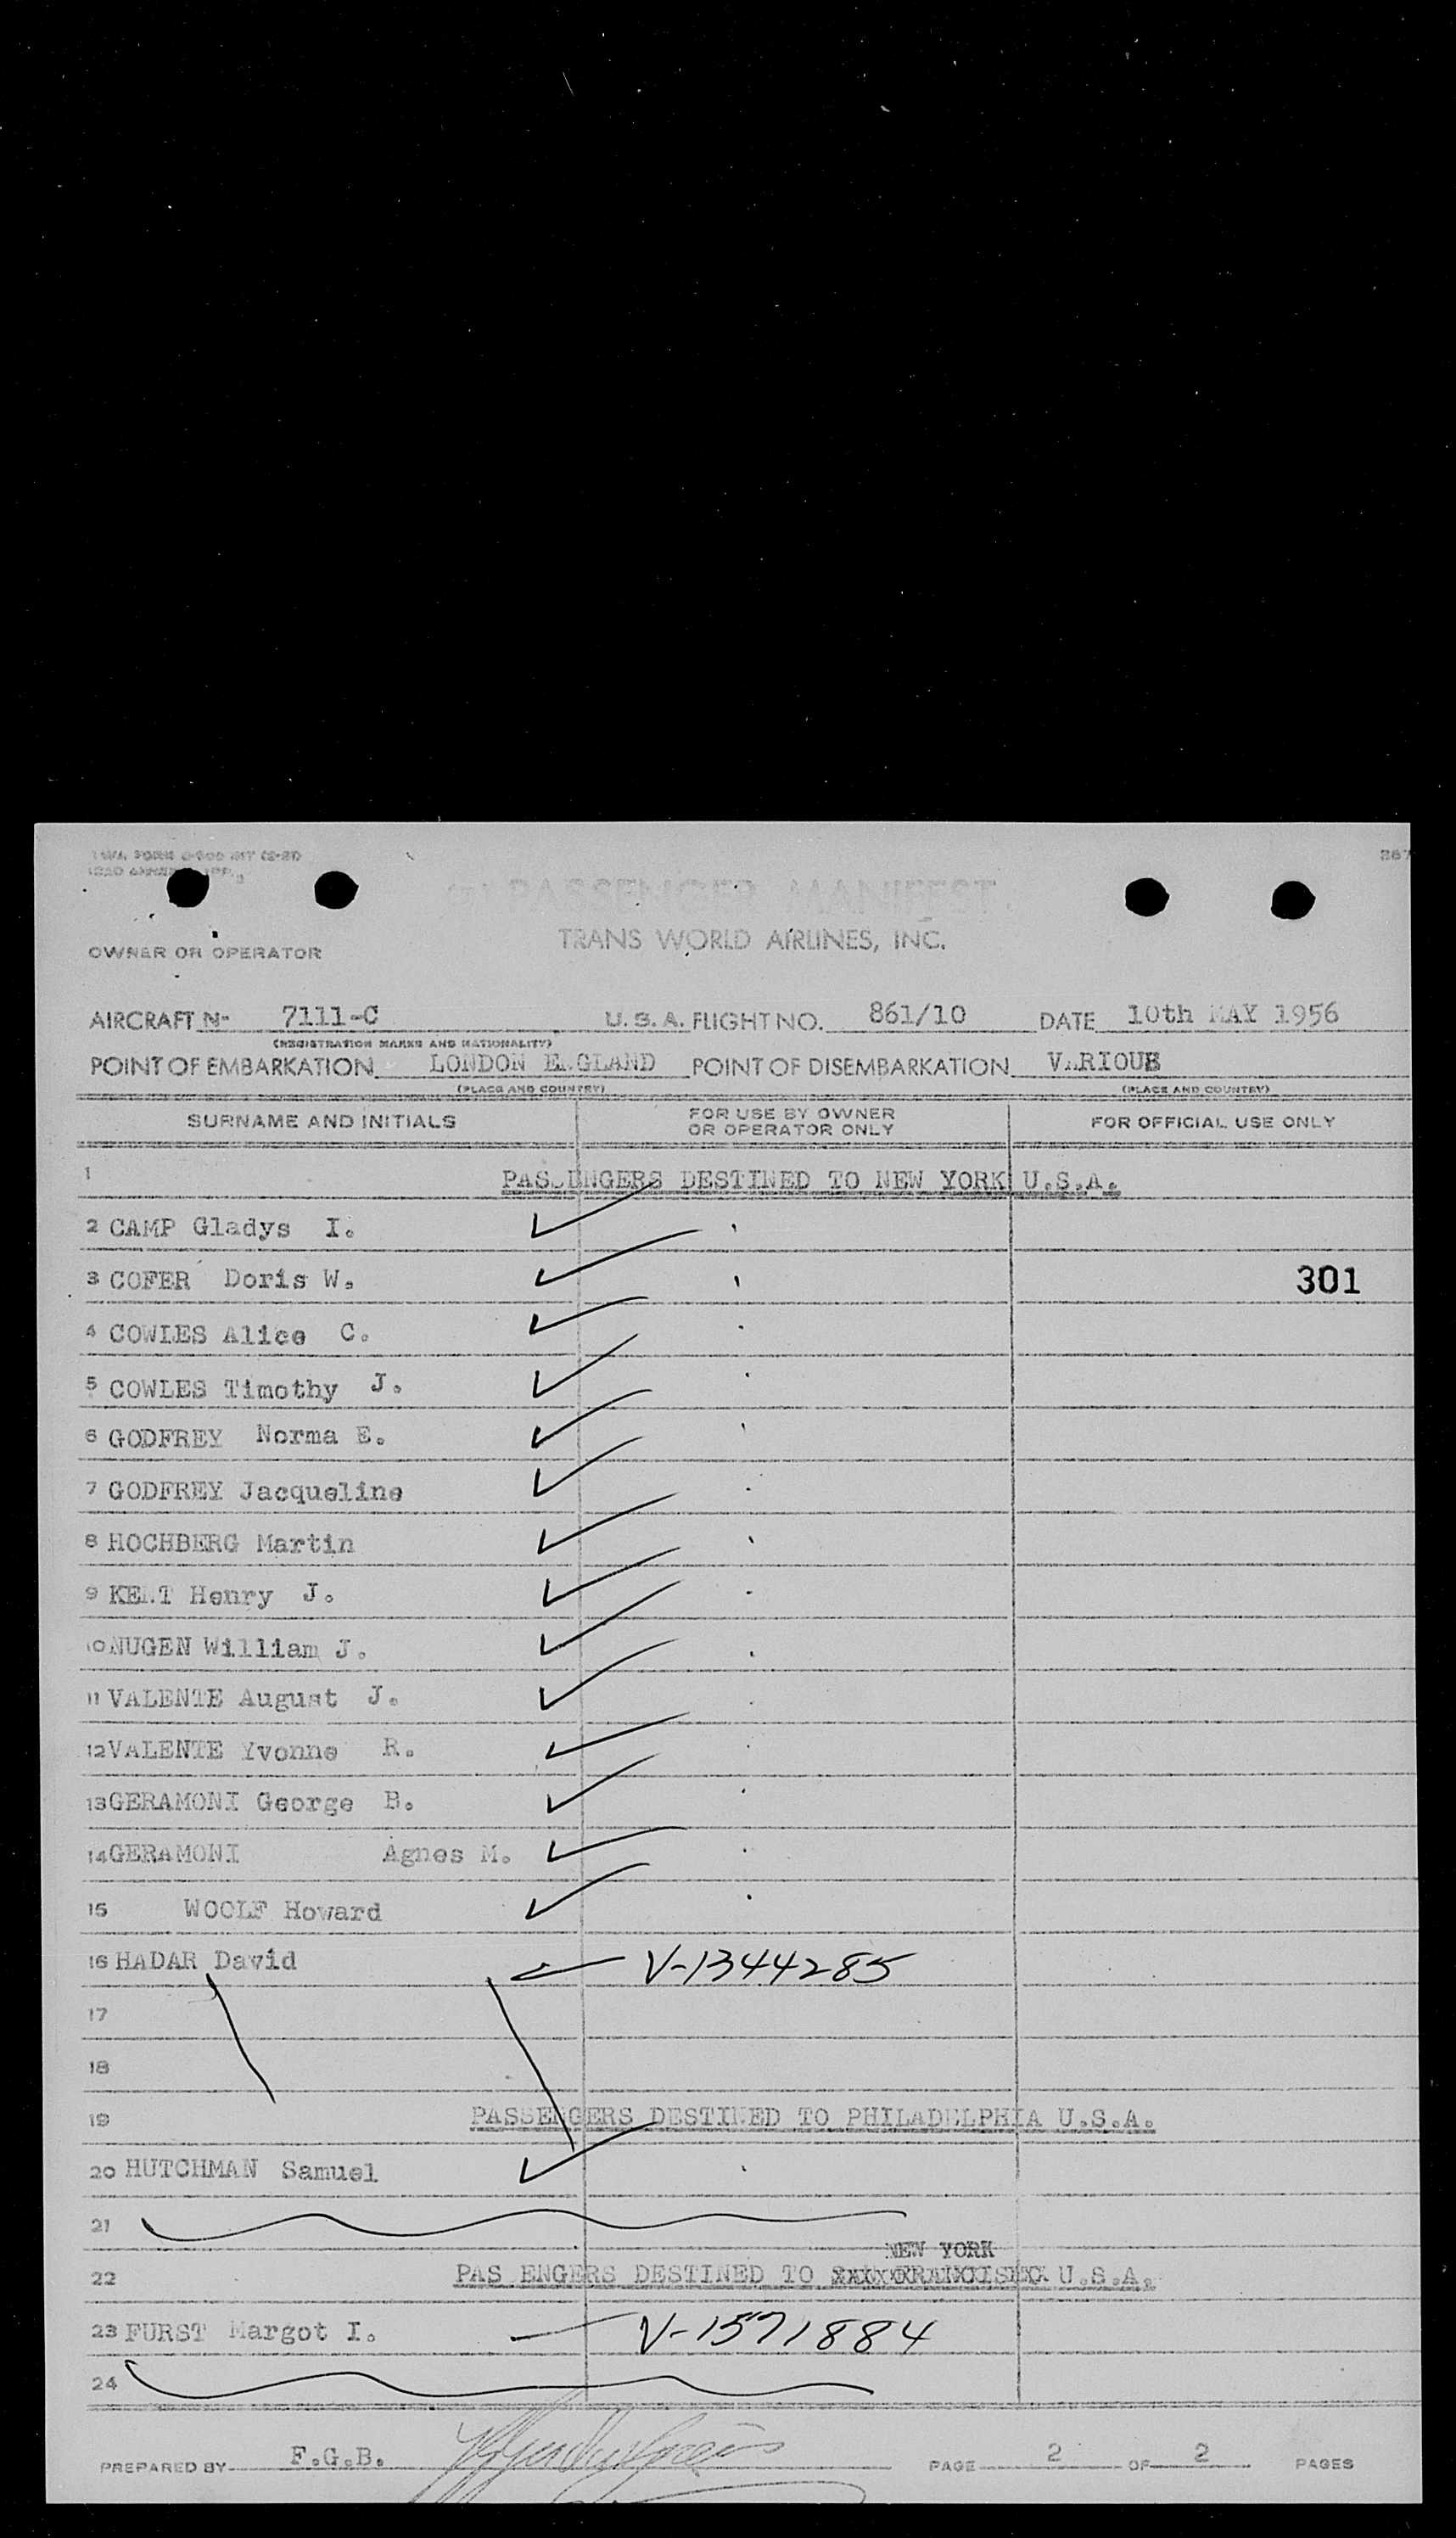 267
PASSENGER MANIFEST
TRANS WORLD AIRLINES, INC.
OWNER OR OPERATOR
AIRCRAFT N- 7111-C U.S.A. FLIGHT NO. 861/10 DATE 10th MAY 1956
(REGISTRATION MARKS AND NATIONALITY)
POINT OF EMBARKATION LONDON ENGLAND POINT OF DISEMBARKATION VARIOUS
(PLACE AND COUNTRY) (PLACE AND COUNTRY)
SURNAME AND INITIALS FOR USE BY OWNER OR OPERATOR ONLY FOR OFFICIAL USE ONLY
1 PASSENGERS DESTINED TO NEW YORK U.S.A.
2 CAMP Gladys I.
3 COFER Doris W. 301
4 COWLES Alice C.
5 COWLES Timothy J.
6 GODFREY Norma E.
7 GODFREY Jacqueline
8 HOCHBERG Martin
9 KENT Henry J.
10 NUGEN William J.
11 VALENTE August J.
12 VALENTE Yvonne R.
13 GERAMONI George B.
14 GERAMONI Agnes M.
15 WOOLF Howard
16 HADAR David V-1344285
17
18
19 PASSENGERS DESTINED TO PHILADELPHIA U.S.A.
20 HUTCHMAN Samuel
21
NEW YORK
22 PAS ENGERS DESTINED TO U.S.A.
23 FURST Margot I. V-1571884
24
PREPARED BY F.G.B. PAGE 2 OF 2 PAGES